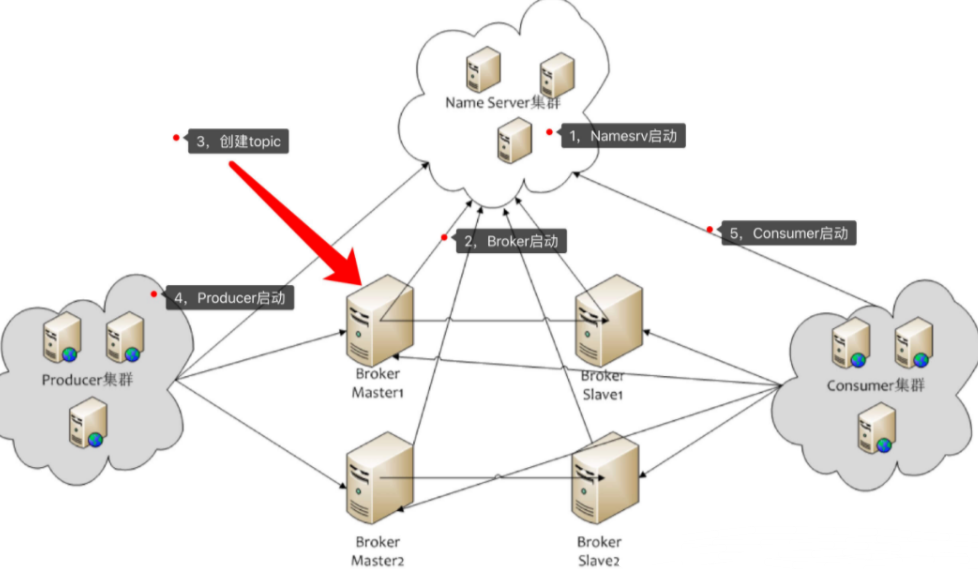 Name Server集群
1，Namesrv启动
3，创建topic
2，Broker启动
5，Consumer启动
4，Producer启动
Producer集群
Broker
Master1
Broker
Slave1
Consumer集群
Broker
Master2
Broker
Slave2